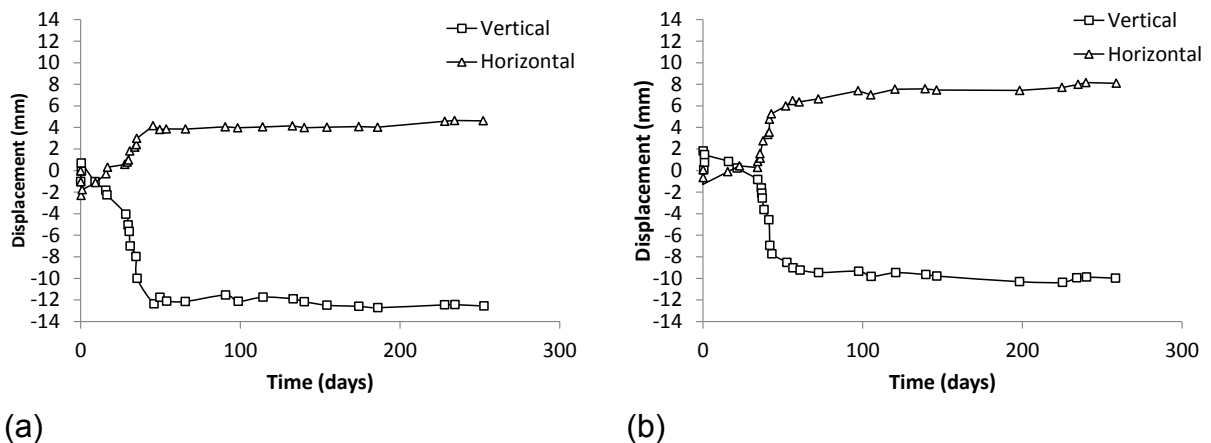 14
12
10
8
6
4
2
0
-2
-4
-6
-8
-10
-12
-14
Displacement (mm)
Vertical
Horizontal
0 100 200 300
Time (days)
(a)
14
12
10
8
6
4
2
0
-2
-4
-6
-8
-10
-12
-14
Displacement (mm)
Vertical
Horizontal
0 100 200 300
Time (days)
(b)